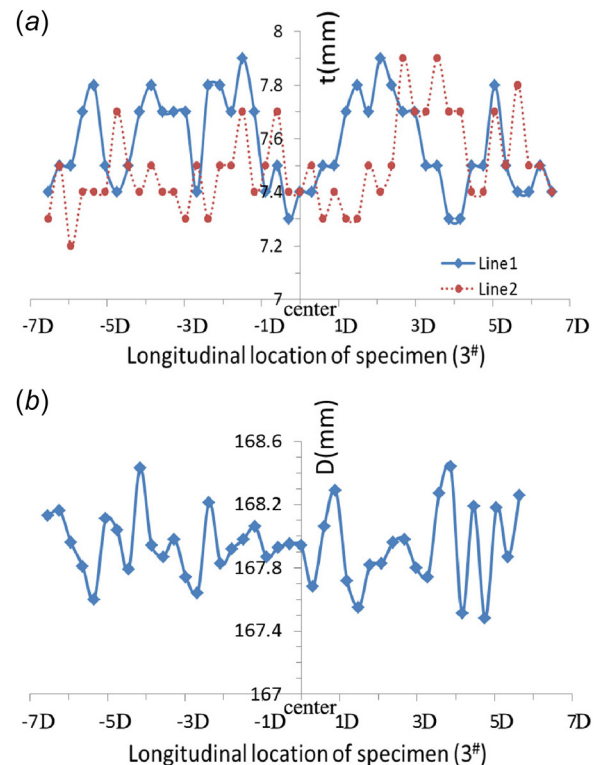 (a)
t(mm)
8
7.8
7.6
7.4
7.2
7
Line1
Line2
center
-7D -5D -3D -1D 1D 3D 5D 7D
Longitudinal location of specimen (3#)
(b)
D(mm)
168.6
168.2
167.8
167.4
167
center
-7D -5D -3D -1D 1D 3D 5D 7D
Longitudinal location of specimen (3#)